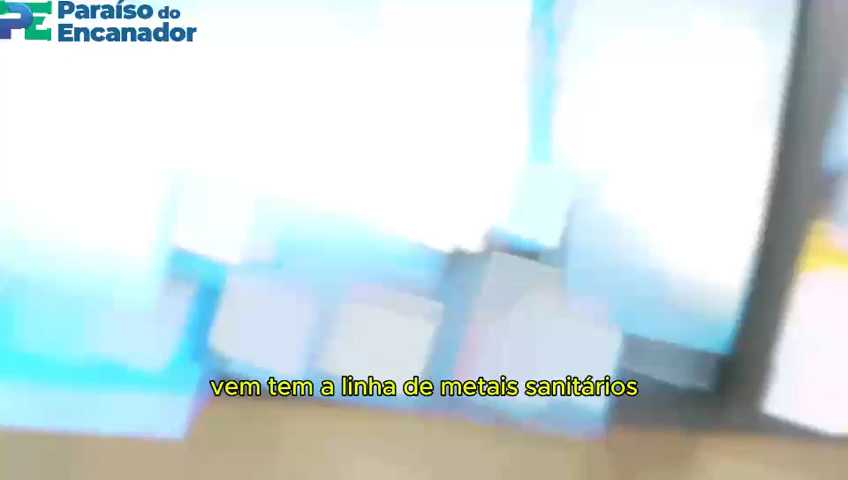 Paraíso do
Encanador
vem tem a linha de metais sanitários